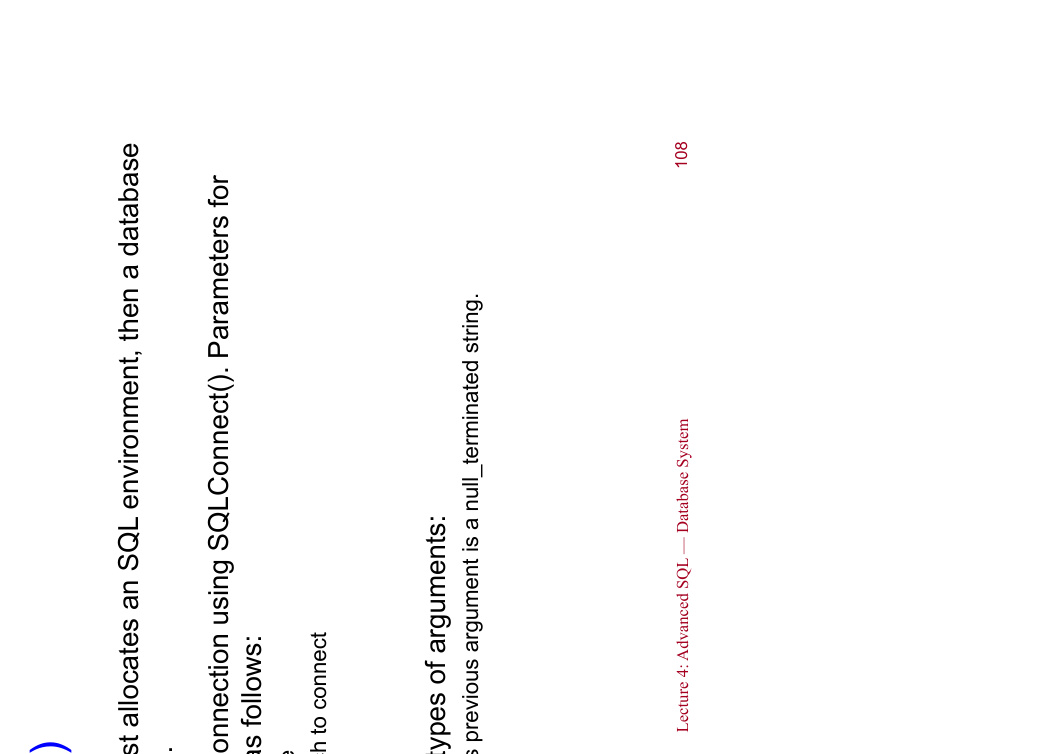 )
st allocates an SQL environment, then a database
.
onnection using SQLConnect(). Parameters for
as follows:
e
h to connect
types of arguments:
s previous argument is a null_terminated string.
Lecture 4: Advanced SQL — Database System 108